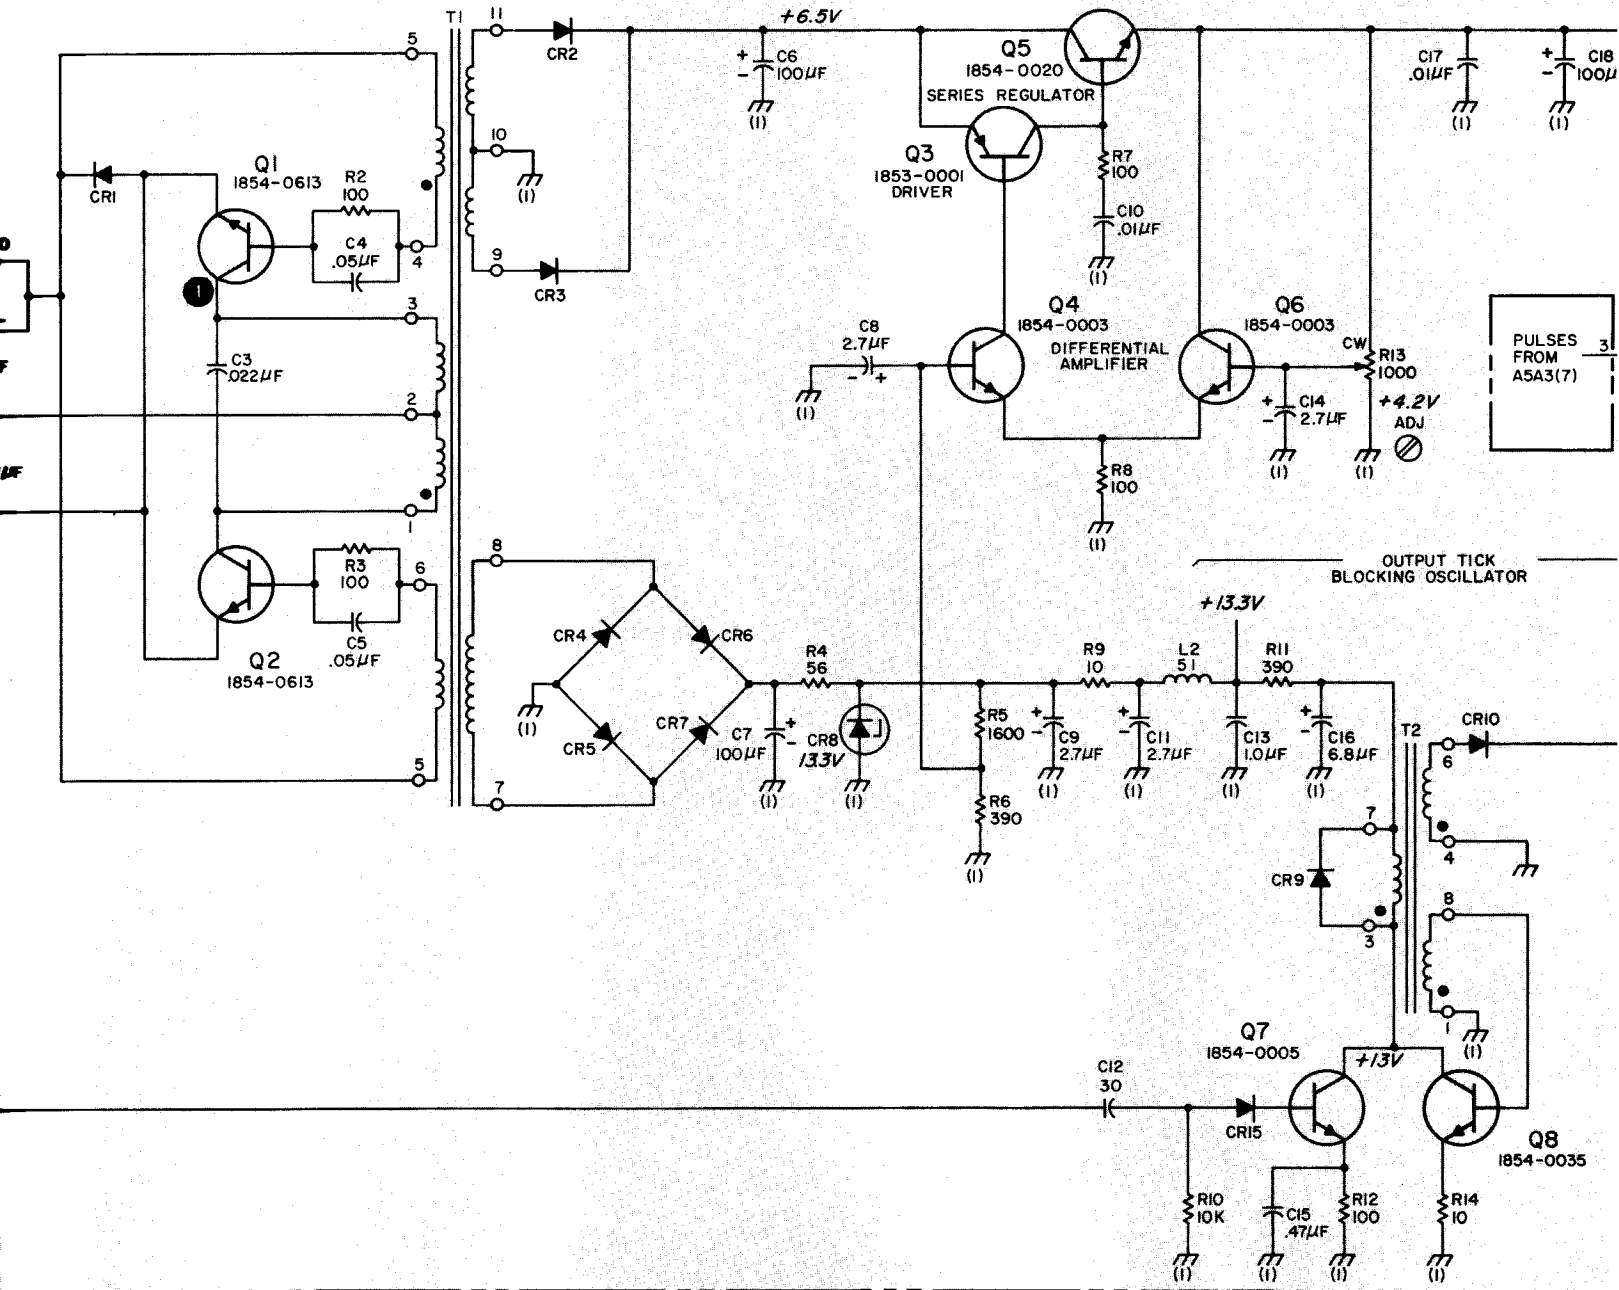 T1
11
+6.5V
5
CR2
+
-
C6
100µF
(1)
Q5
1854-0020
SERIES REGULATOR
C17
.01µF
(1)
+
-
C18
(1)
10
(1)
Q3
1853-0001
DRIVER
R7
100
C10
.01µF
(1)
CR1
Q1
1854-0613
R2
100
C4
.05µF
4
9
CR3
1
3
C3
.022µF
2
C8
2.7µF
-
+
(1)
Q4
1854-0003
DIFFERENTIAL
AMPLIFIER
Q6
1854-0003
CW
R13
1000
+4.2V
ADJ
(1)
+
-
C14
2.7µF
(1)
PULSES
FROM
A5A3(7)
3
µF
1
R8
100
(1)
8
R3
100
6
C5
.05µF
Q2
1854-0613
OUTPUT TICK
BLOCKING OSCILLATOR
+13.3V
CR4
CR6
R4
56
R9
10
L2
51
R11
390
(1)
CR5
CR7
C7
100µF
+
-
(1)
CR8
13.3V
(1)
R5
1600
+
-
C9
2.7µF
(1)
+
-
C11
2.7µF
(1)
C13
1.0µF
(1)
+
-
C16
6.8µF
(1)
T2
CR10
6
5
7
R6
390
(1)
7
4
CR9
8
3
1
(1)
Q7
1854-0005
+13V
C12
30
CR15
Q8
1854-0035
R10
10K
(1)
C15
.47µF
(1)
R12
100
(1)
R14
10
(1)